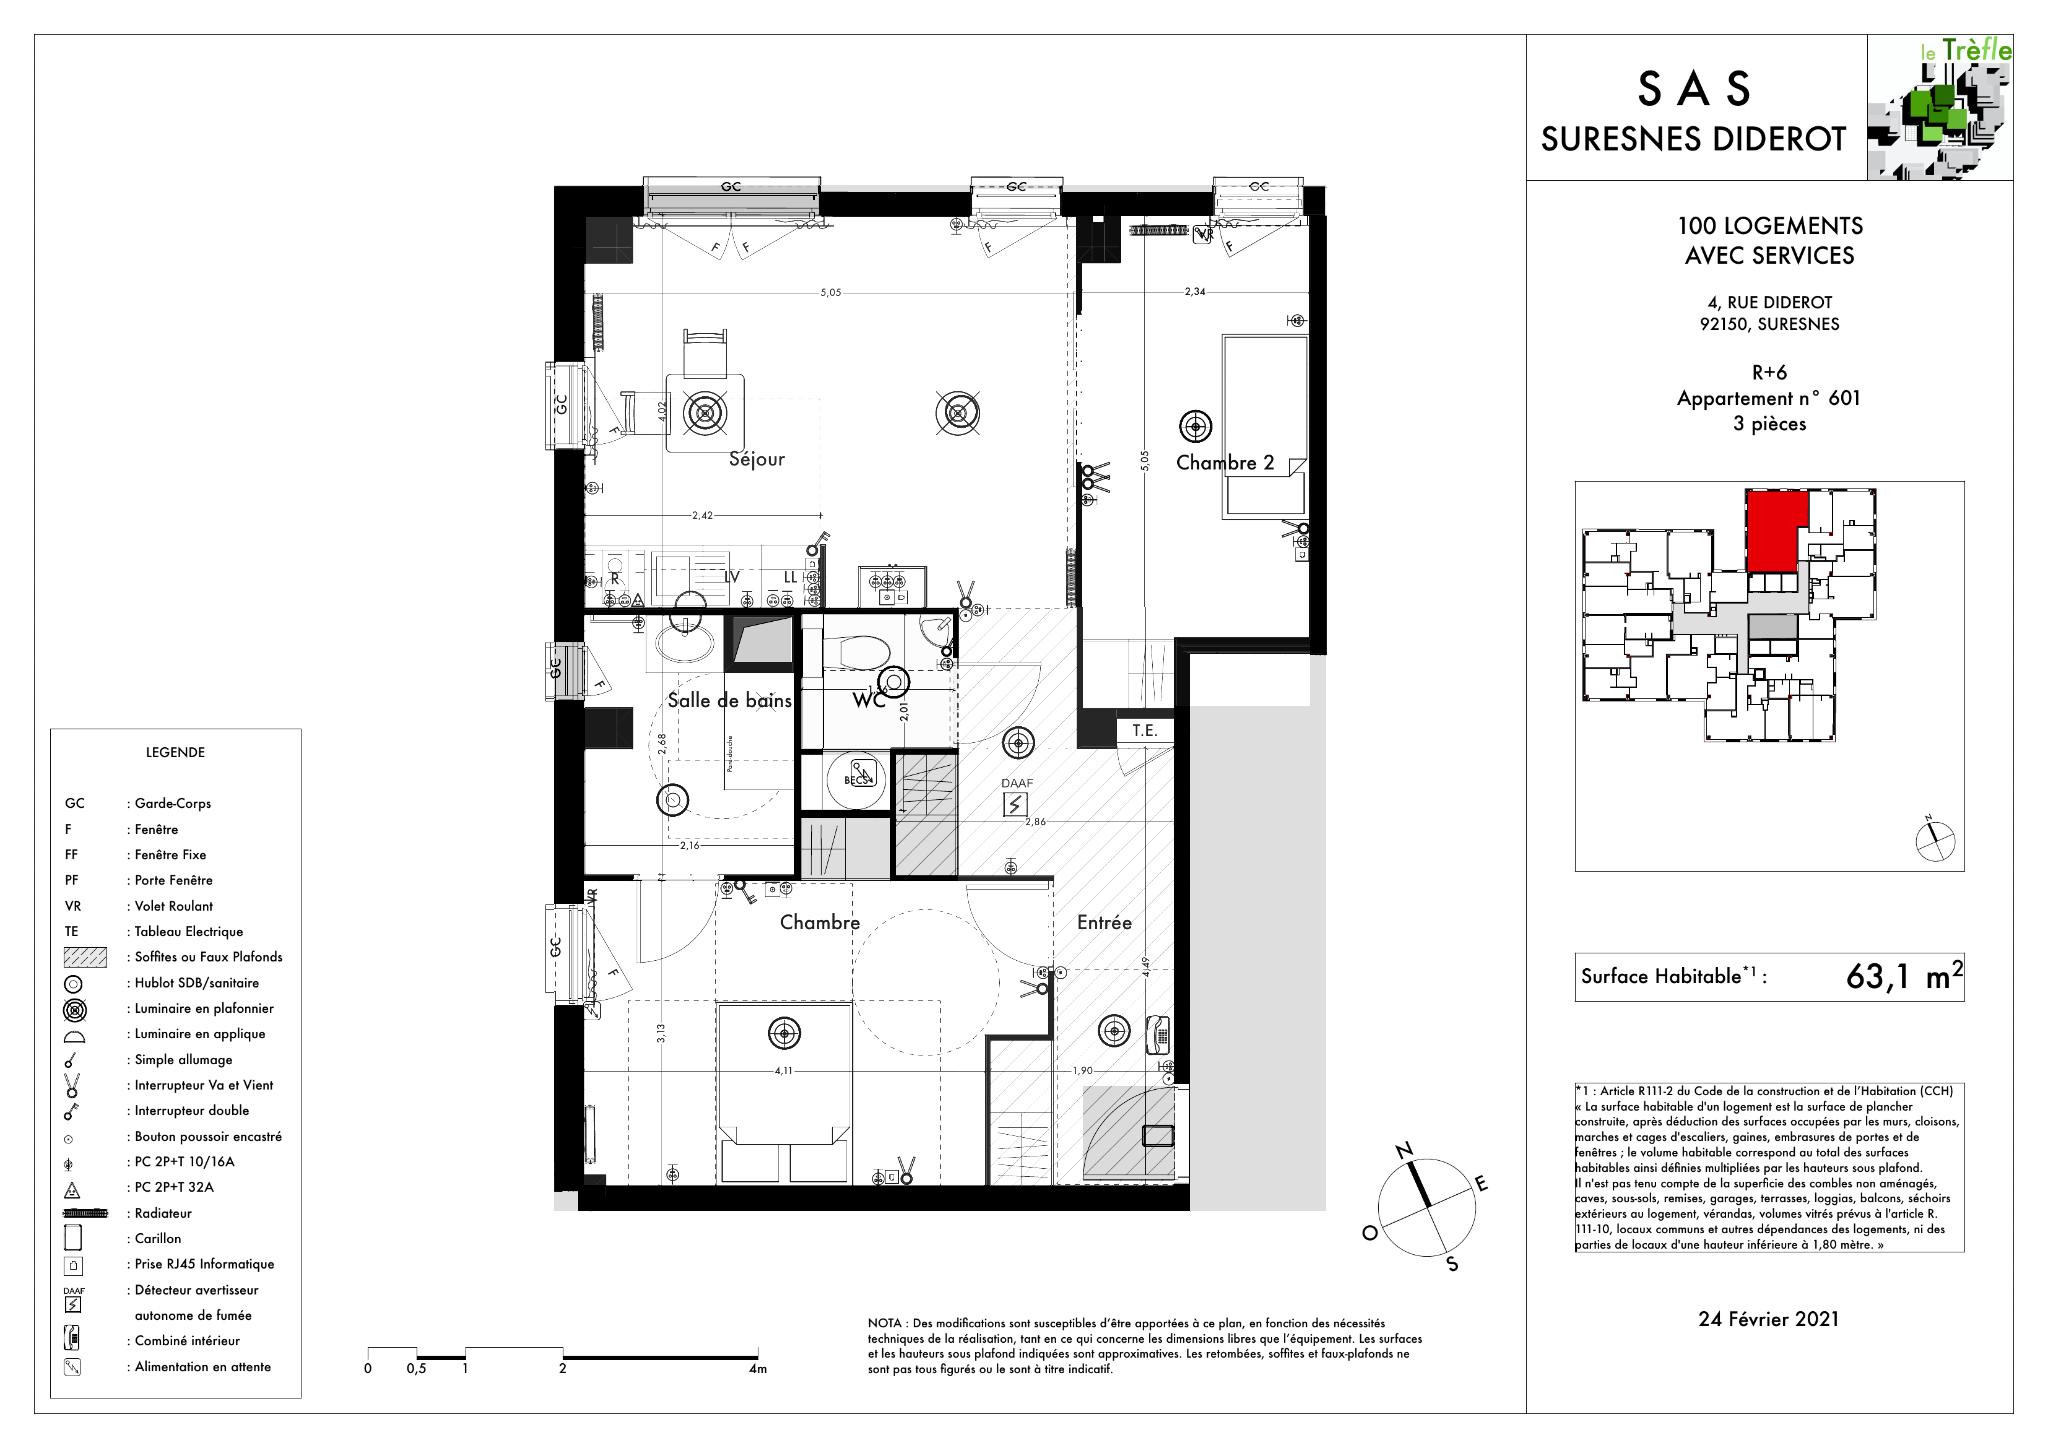 le Trèfle
S A S
SURESNES DIDEROT
100 LOGEMENTS
AVEC SERVICES
4, RUE DIDEROT
92150, SURESNES
R+6
Appartement n° 601
3 pièces
N
Surface Habitable*1 :
63,1 m2
*1 : Article R111-2 du Code de la construction et de l'Habitation (CCH)
« La surface habitable d'un logement est la surface de plancher
construite, après déduction des surfaces occupées par les murs, cloisons,
marches et cages d'escaliers, gaines, embrasures de portes et de
fenêtres ; le volume habitable correspond au total des surfaces
habitables ainsi définies multipliées par les hauteurs sous plafond.
Il n'est pas tenu compte de la superficie des combles non aménagés,
caves, sous-sols, remises, garages, terrasses, loggias, balcons, séchoirs
extérieurs au logement, vérandas, volumes vitrés prévus à l'article R.
111-10, locaux communs et autres dépendances des logements, ni des
parties de locaux d'une hauteur inférieure à 1,80 mètre. »
24 Février 2021
GC
GC
GC
F
F
F
F
VR
5,05
2,34
GC
F
4,02
Séjour
5,05
Chambre 2
2,42
R
LV
LL
GC
F
Salle de bains
WC
2,01
T.E.
2,68
Pare-douche
BECS
DAAF
2,86
2,16
VR
Chambre
Entrée
GC
F
4,49
3,13
4,11
1,90
LEGENDE
GC : Garde-Corps
F : Fenêtre
FF : Fenêtre Fixe
PF : Porte Fenêtre
VR : Volet Roulant
TE : Tableau Electrique
: Soffites ou Faux Plafonds
: Hublot SDB/sanitaire
: Luminaire en plafonnier
: Luminaire en applique
: Simple allumage
: Interrupteur Va et Vient
: Interrupteur double
: Bouton poussoir encastré
: PC 2P+T 10/16A
: PC 2P+T 32A
: Radiateur
: Carillon
: Prise RJ45 Informatique
DAAF : Détecteur avertisseur
autonome de fumée
: Combiné intérieur
: Alimentation en attente
0 0,5 1 2 4m
NOTA : Des modifications sont susceptibles d'être apportées à ce plan, en fonction des nécessités
techniques de la réalisation, tant en ce qui concerne les dimensions libres que l'équipement. Les surfaces
et les hauteurs sous plafond indiquées sont approximatives. Les retombées, soffites et faux-plafonds ne
sont pas tous figurés ou le sont à titre indicatif.
N
E
O
S